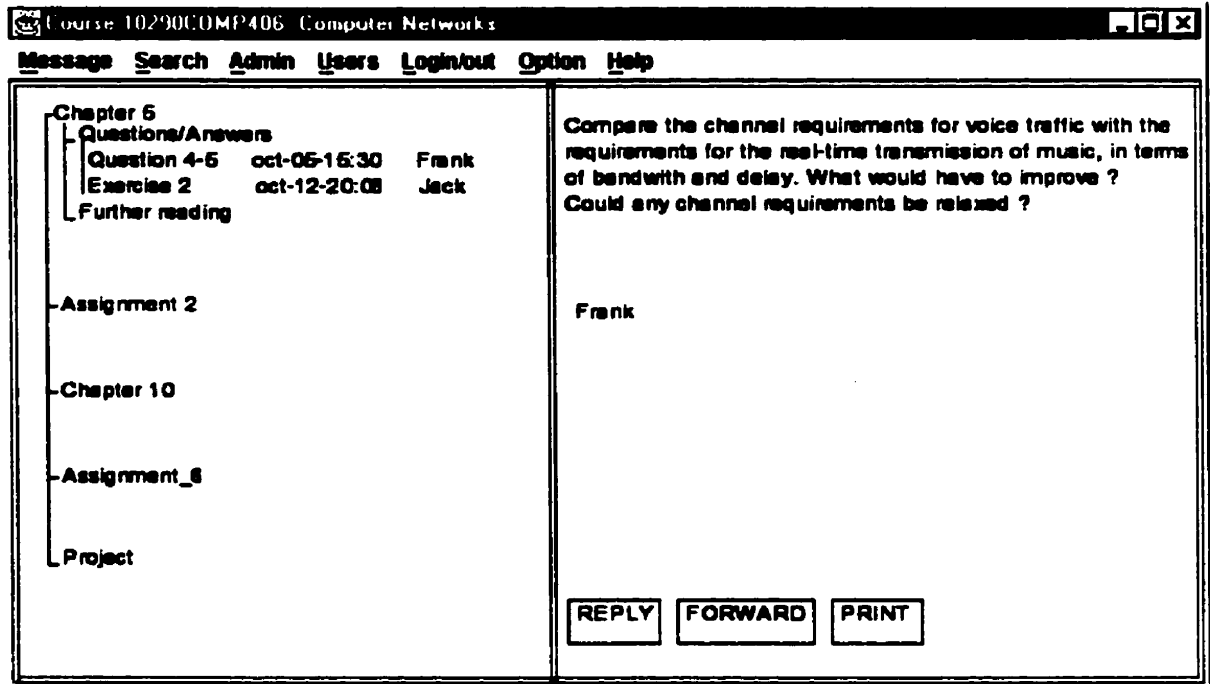 Course 10290COMP406 Computer Networks
Message Search Admin Users Login/out Option Help
Chapter 5
Questions/Answers
Question 4-5 oct-05-15:30 Frank
Exercise 2 oct-12-20:08 Jack
Further reading
Assignment 2
Chapter 10
Assignment_6
Project
Compare the channel requirements for voice traffic with the
requirements for the real-time transmission of music, in terms
of bandwith and delay. What would have to improve ?
Could any channel requirements be relaxed ?
Frank
REPLY FORWARD PRINT